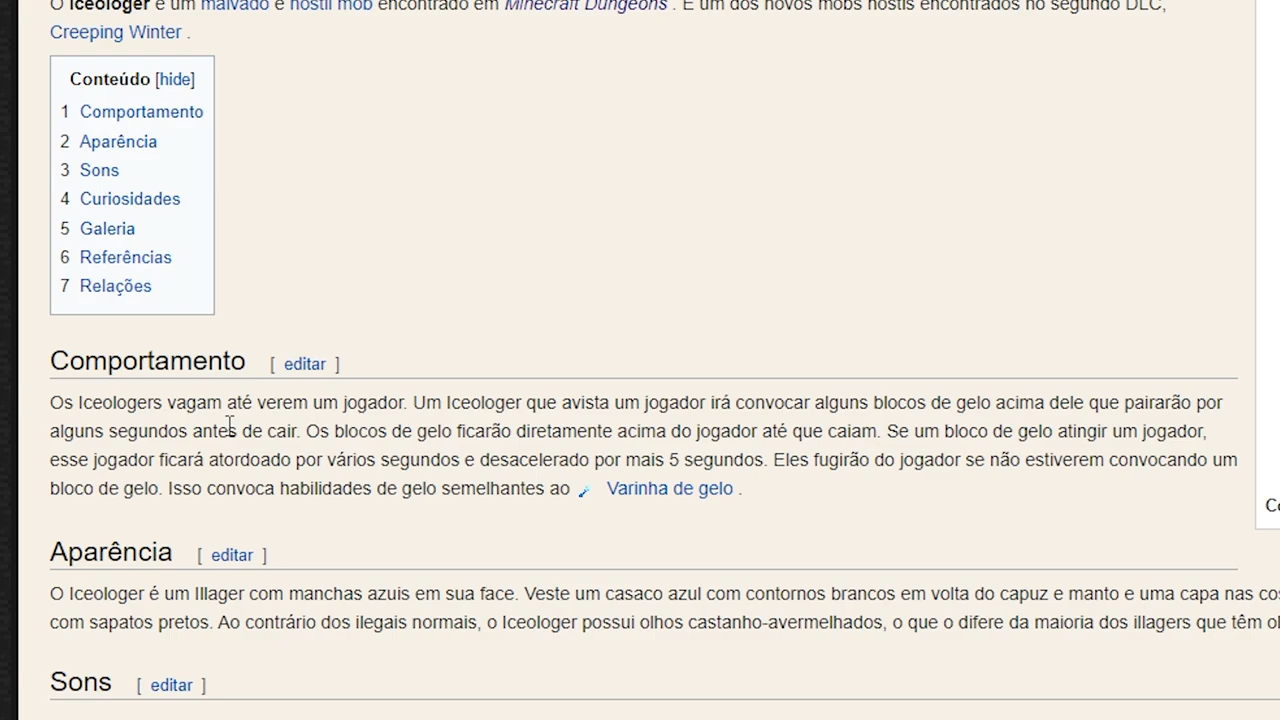 O Iceologer é um malvado e hostil mob encontrado em Minecraft Dungeons . É um dos novos mobs hostis encontrados no segundo DLC,
Creeping Winter .
Conteúdo [hide]
1 Comportamento
2 Aparência
3 Sons
4 Curiosidades
5 Galeria
6 Referências
7 Relações
Comportamento [ editar ]
Os Iceologers vagam até verem um jogador. Um Iceologer que avista um jogador irá convocar alguns blocos de gelo acima dele que pairarão por
alguns segundos antes de cair. Os blocos de gelo ficarão diretamente acima do jogador até que caiam. Se um bloco de gelo atingir um jogador,
esse jogador ficará atordoado por vários segundos e desacelerado por mais 5 segundos. Eles fugirão do jogador se não estiverem convocando um
bloco de gelo. Isso convoca habilidades de gelo semelhantes ao Varinha de gelo .
Aparência [ editar ]
O Iceologer é um Illager com manchas azuis em sua face. Veste um casaco azul com contornos brancos em volta do capuz e manto e uma capa nas
com sapatos pretos. Ao contrário dos ilegais normais, o Iceologer possui olhos castanho-avermelhados, o que o difere da maioria dos illagers que têm
Sons [ editar ]